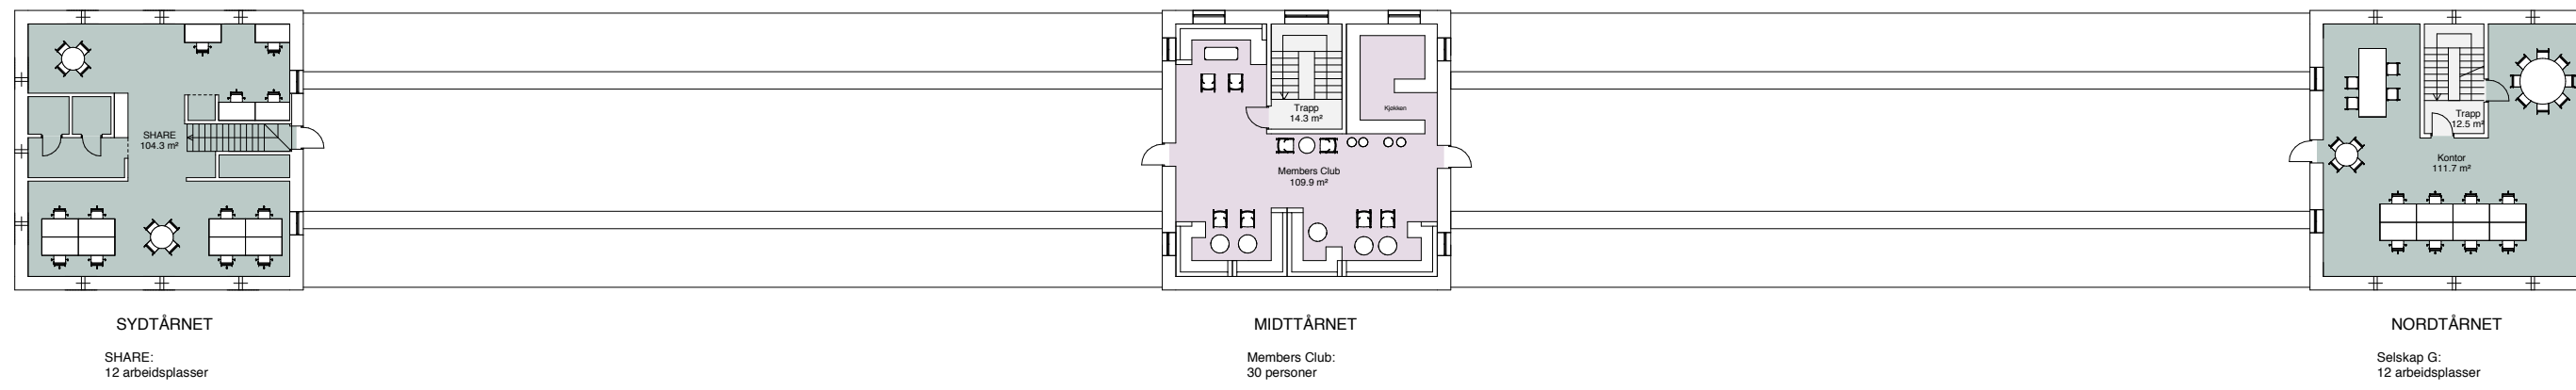 SHARE
104.3 m²
Trapp
14.3 m²
Kjøkken
Members Club
109.9 m²
Trapp
12.5 m²
Kontor
111.7 m²
SYDTÅRNET
SHARE:
12 arbeidsplasser
MIDTTÅRNET
Members Club:
30 personer
NORDTÅRNET
Selskap G:
12 arbeidsplasser